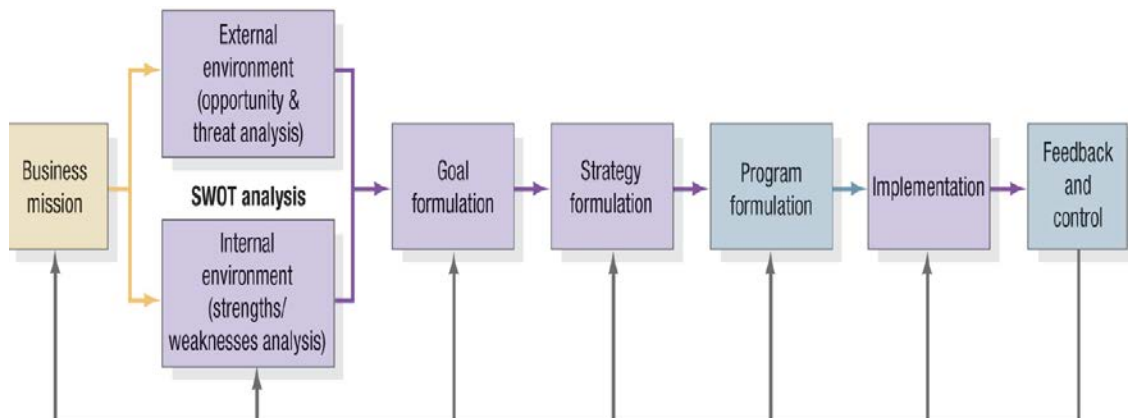 Business
mission
External
environment
(opportunity &
threat analysis)
SWOT analysis
Internal
environment
(strengths/
weaknesses analysis)
Goal
formulation
Strategy
formulation
Program
formulation
Implementation
Feedback
and
control